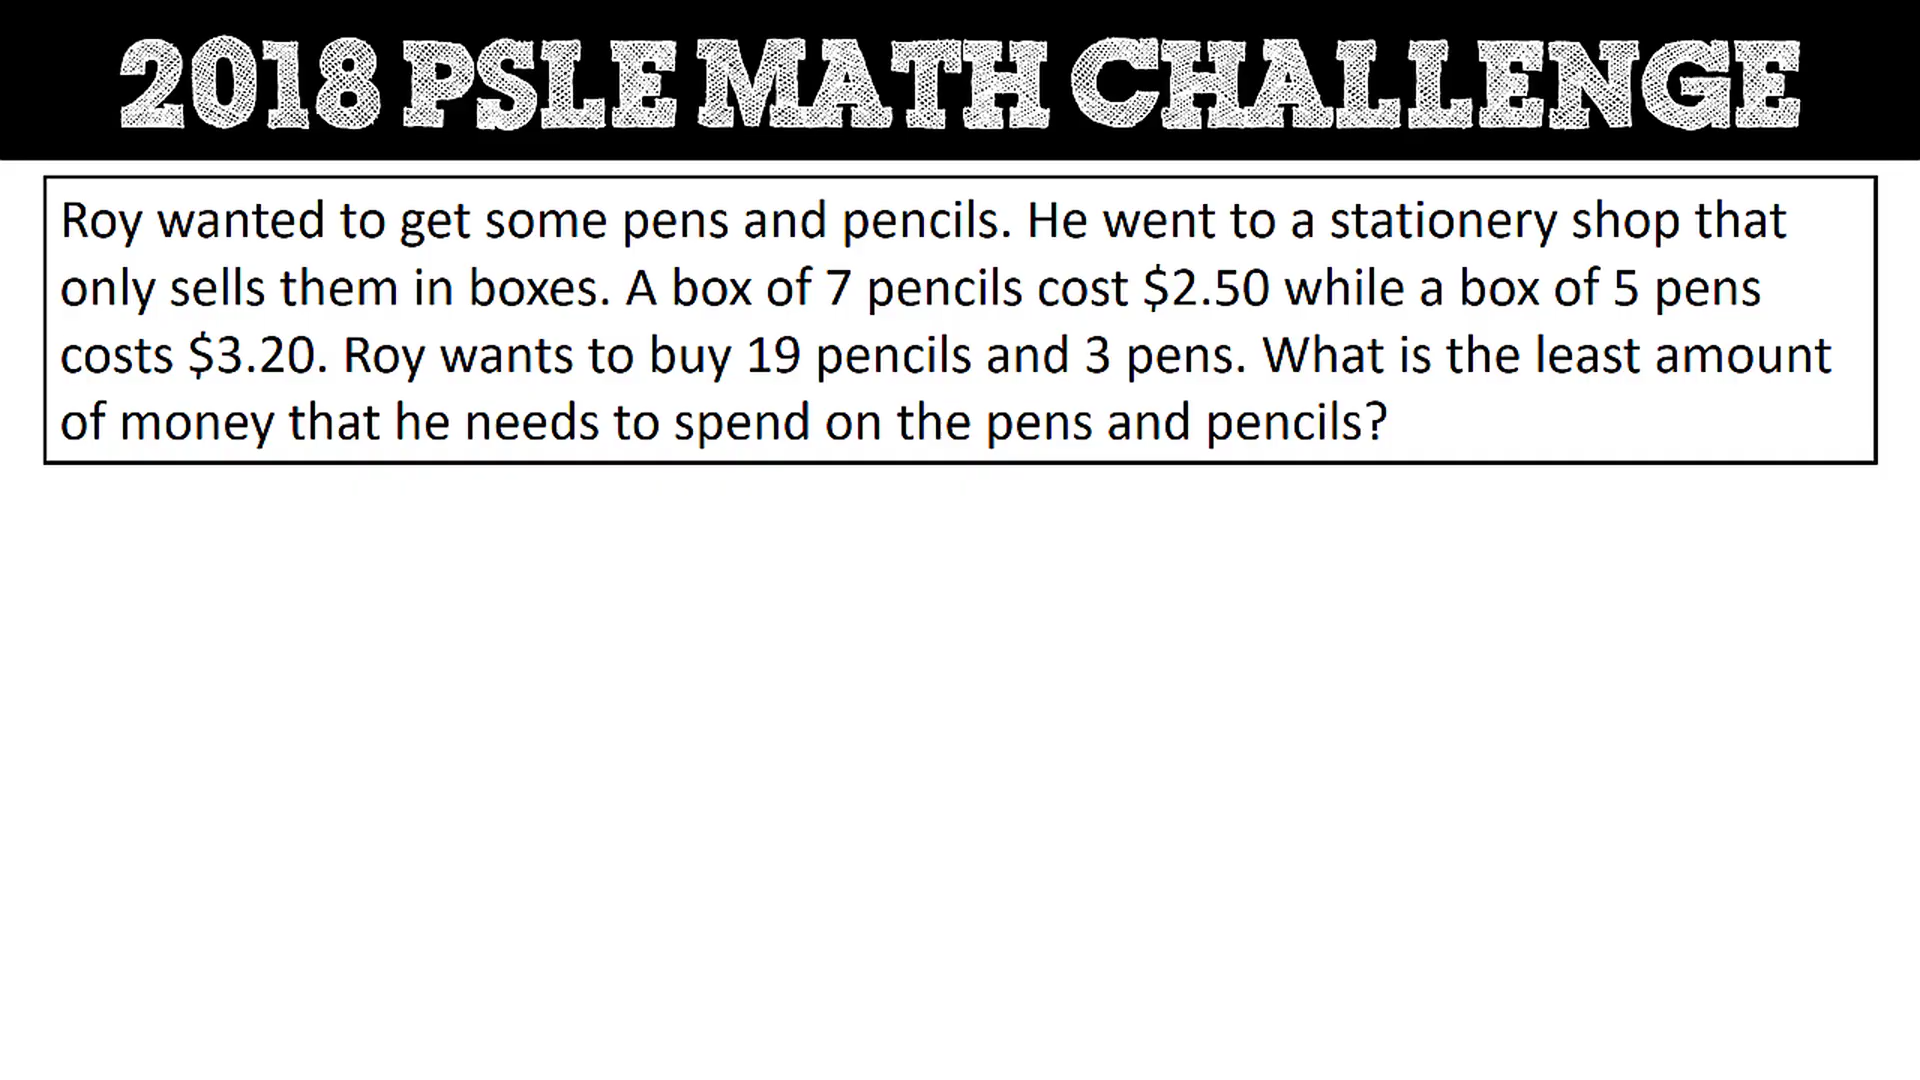 2018 PSLE MATH CHALLENGE
Roy wanted to get some pens and pencils. He went to a stationery shop that
only sells them in boxes. A box of 7 pencils cost $2.50 while a box of 5 pens
costs $3.20. Roy wants to buy 19 pencils and 3 pens. What is the least amount
of money that he needs to spend on the pens and pencils?